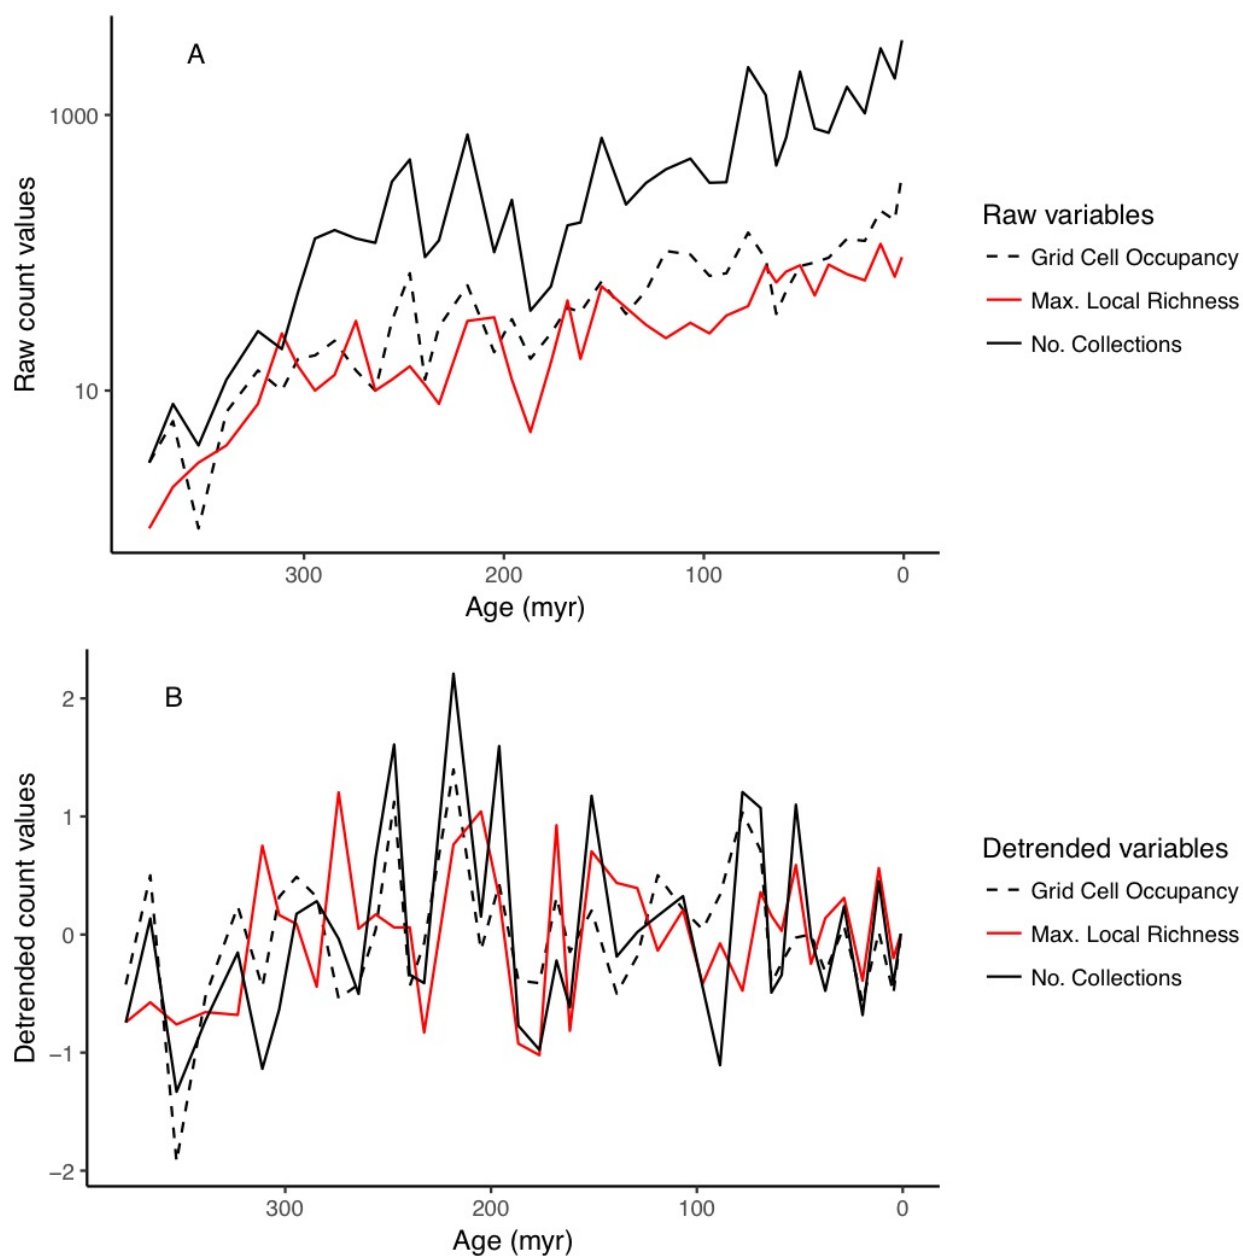 A
1000
10
Raw count values
300
200
100
0
Age (myr)
Raw variables
Grid Cell Occupancy
Max. Local Richness
No. Collections
B
2
1
0
−1
−2
Detrended count values
300
200
100
0
Age (myr)
Detrended variables
Grid Cell Occupancy
Max. Local Richness
No. Collections